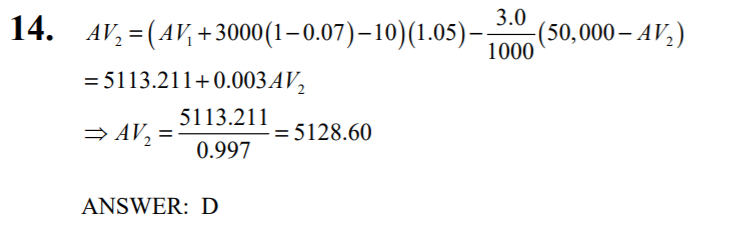 14. AV₂ = (AV₁ + 3000(1 − 0.07) − 10)(1.05) − 3.0/1000 (50,000 − AV₂)
= 5113.211 + 0.003AV₂
⇒ AV₂ = 5113.211/0.997 = 5128.60
ANSWER: D